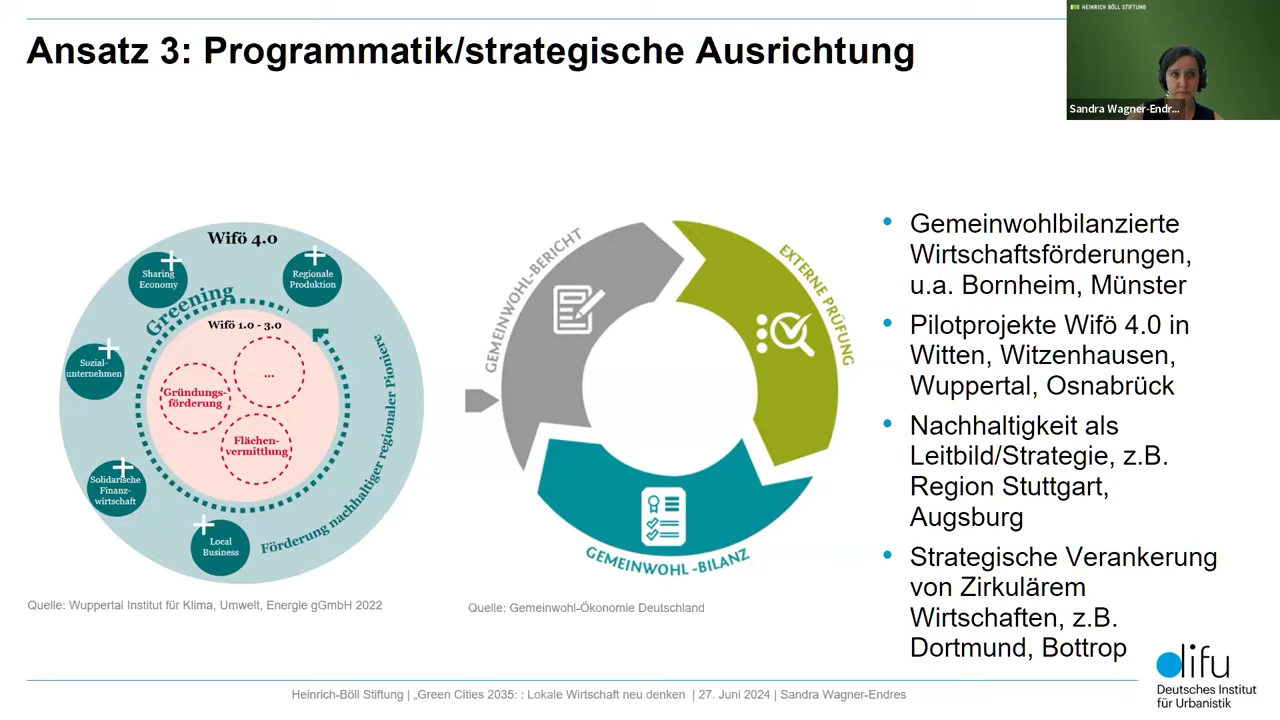 Ansatz 3: Programmatik/strategische Ausrichtung
HEINRICH BÖLL STIFTUNG
Sandra Wagner-Endr...
Wifö 4.0
Sharing
Economy
Regionale
Produktion
Greening
Wifö 1.0 - 3.0
Sozial-
unternehmen
...
Gründungs-
förderung
Flächen-
vermittlung
Solidarische
Finanz-
wirtschaft
Local
Business
Förderung nachhaltiger regionaler Pioniere
Quelle: Wuppertal Institut für Klima, Umwelt, Energie gGmbH 2022
GEMEINWOHL-BERICHT
EXTERNE PRÜFUNG
GEMEINWOHL -BILANZ
Quelle: Gemeinwohl-Ökonomie Deutschland
• Gemeinwohlbilanzierte
Wirtschaftsförderungen,
u.a. Bornheim, Münster
• Pilotprojekte Wifö 4.0 in
Witten, Witzenhausen,
Wuppertal, Osnabrück
• Nachhaltigkeit als
Leitbild/Strategie, z.B.
Region Stuttgart,
Augsburg
• Strategische Verankerung
von Zirkulärem
Wirtschaften, z.B.
Dortmund, Bottrop
Heinrich-Böll Stiftung | „Green Cities 2035: : Lokale Wirtschaft neu denken | 27. Juni 2024 | Sandra Wagner-Endres
difu
Deutsches Institut
für Urbanistik